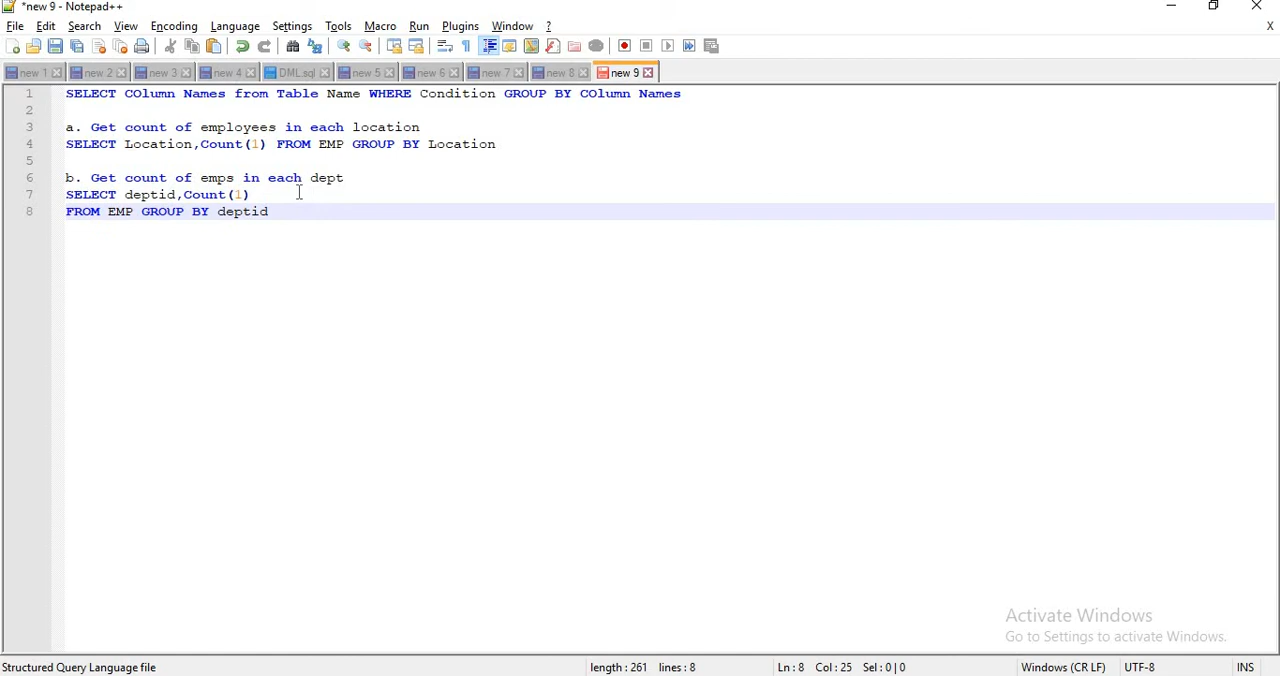 *new 9 - Notepad++
File Edit Search View Encoding Language Settings Tools Macro Run Plugins Window ? X
new 1 new 2 new 3 new 4 DML.sql new 5 new 6 new 7 new 8 new 9
1 SELECT COlumn Names from Table Name WHERE Condition GROUP BY COlumn Names
2
3 a. Get count of employees in each location
4 SELECT Location,Count(1) FROM EMP GROUP BY Location
5
6 b. Get count of emps in each dept
7 SELECT deptid,Count(1)
8 FROM EMP GROUP BY deptid
Activate Windows
Go to Settings to activate Windows.
Structured Query Language file length : 261 lines : 8 Ln : 8 Col : 25 Sel : 0 | 0 Windows (CR LF) UTF-8 INS